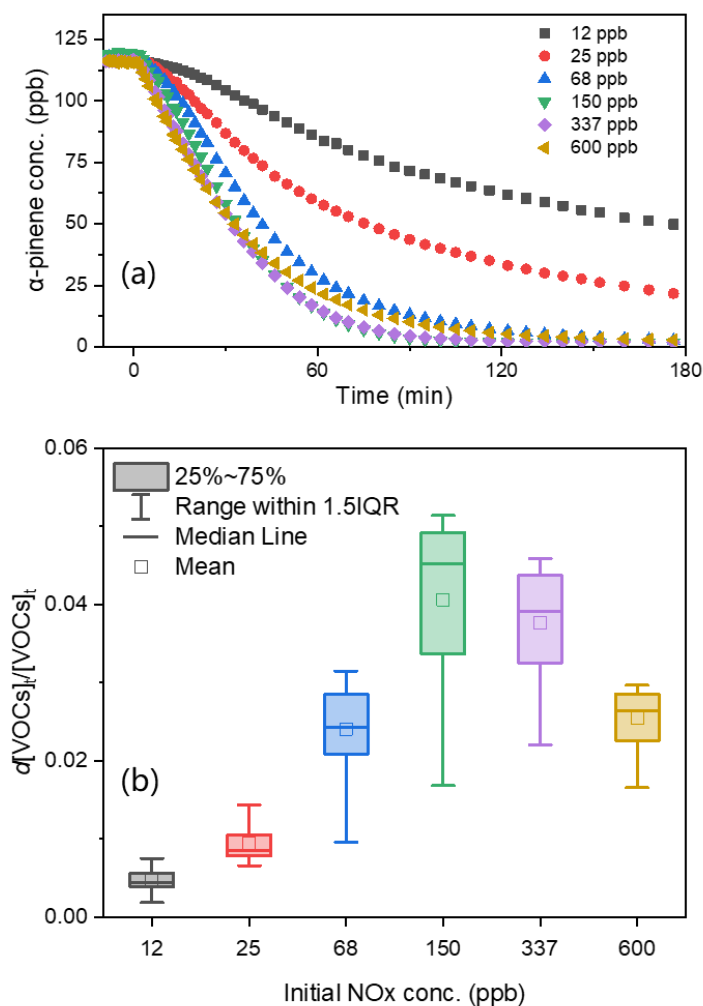 125
100
75
50
25
0
α-pinene conc. (ppb)
12 ppb
25 ppb
68 ppb
150 ppb
337 ppb
600 ppb
(a)
0
60
120
180
Time (min)
0.06
0.04
0.02
0.00
d[VOCs]t/[VOCs]t
25%~75%
Range within 1.5IQR
Median Line
Mean
(b)
12
25
68
150
337
600
Initial NOx conc. (ppb)